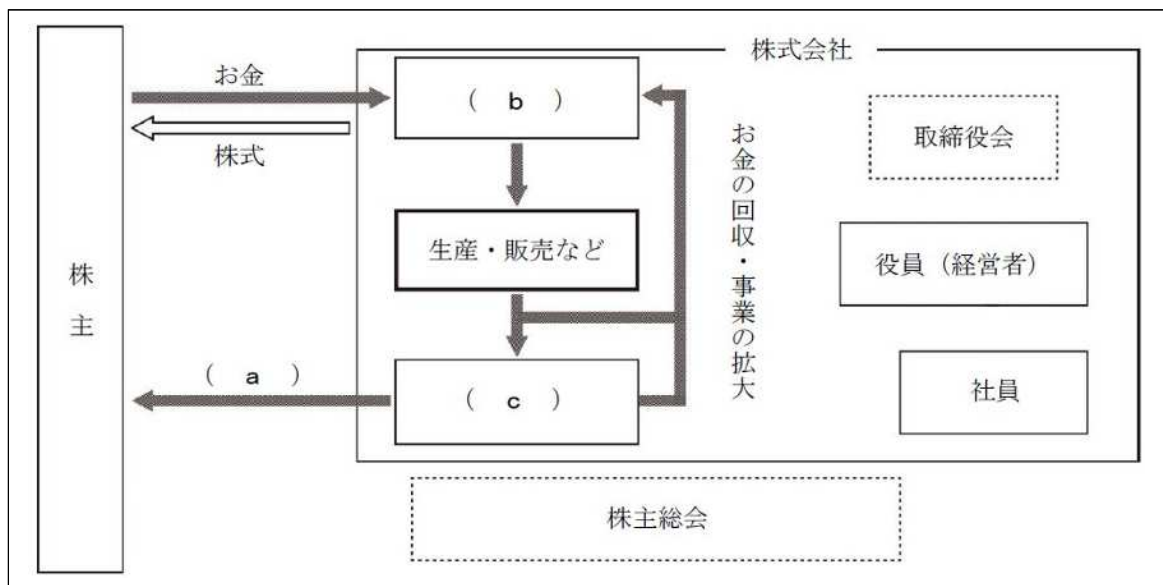 株式会社
お金
株式
（ b ）
取締役会
生産・販売など
役員（経営者）
お金の回収・事業の拡大
株主
（ a ）
（ c ）
社員
株主総会